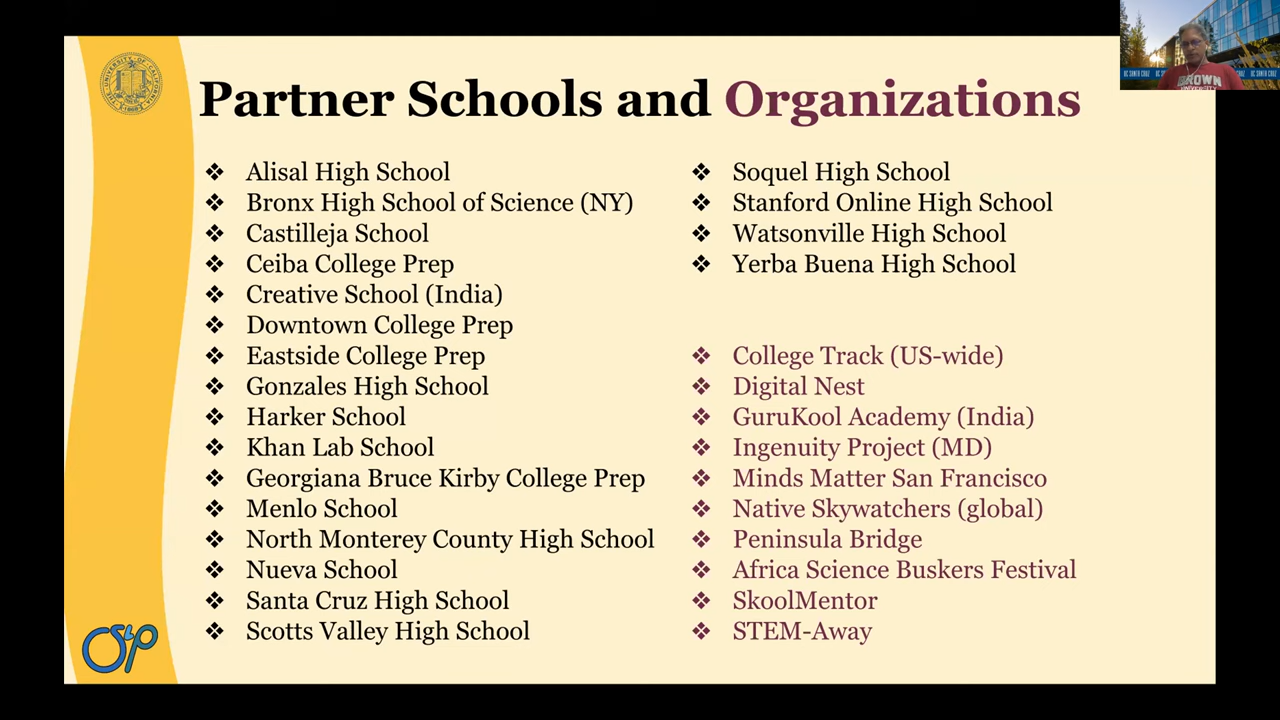 Partner Schools and Organizations
❖ Alisal High School
❖ Bronx High School of Science (NY)
❖ Castilleja School
❖ Ceiba College Prep
❖ Creative School (India)
❖ Downtown College Prep
❖ Eastside College Prep
❖ Gonzales High School
❖ Harker School
❖ Khan Lab School
❖ Georgiana Bruce Kirby College Prep
❖ Menlo School
❖ North Monterey County High School
❖ Nueva School
❖ Santa Cruz High School
❖ Scotts Valley High School
❖ Soquel High School
❖ Stanford Online High School
❖ Watsonville High School
❖ Yerba Buena High School
❖ College Track (US-wide)
❖ Digital Nest
❖ GuruKool Academy (India)
❖ Ingenuity Project (MD)
❖ Minds Matter San Francisco
❖ Native Skywatchers (global)
❖ Peninsula Bridge
❖ Africa Science Buskers Festival
❖ SkoolMentor
❖ STEM-Away
UC SANTA CRUZ
BROWN
UNIVERSITY